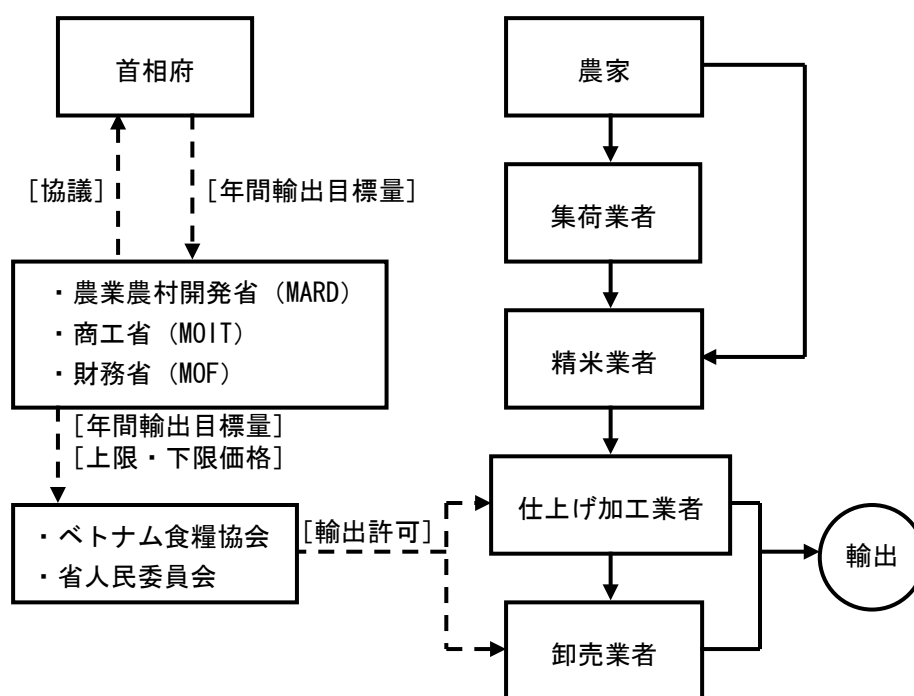 首相府
[協議]
[年間輸出目標量]
・農業農村開発省 (MARD)
・商工省 (MOIT)
・財務省 (MOF)
[年間輸出目標量]
[上限・下限価格]
・ベトナム食糧協会
・省人民委員会
[輸出許可]
農家
集荷業者
精米業者
仕上げ加工業者
卸売業者
輸出